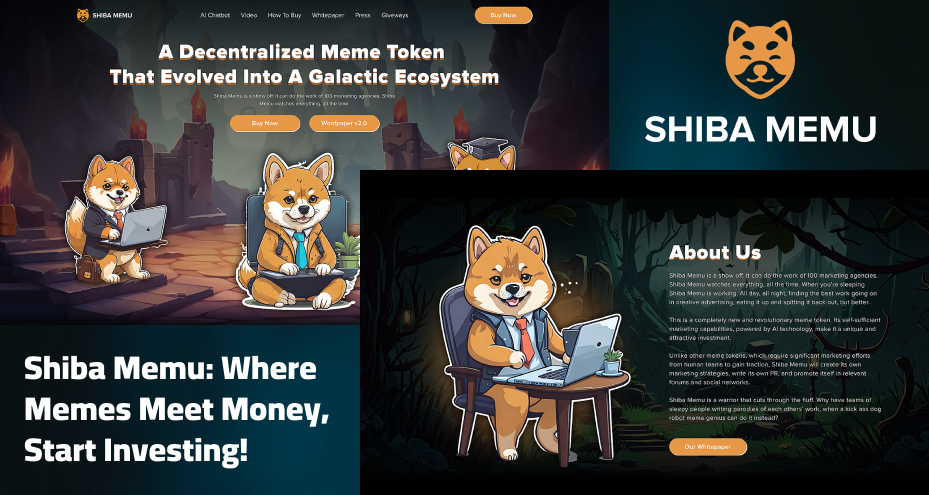 SHIBA MEMU
AI Chatbot
Video
How To Buy
Whitepaper
Press
Giveways
Buy Now
A Decentralized Meme Token
That Evolved Into A Galactic Ecosystem
Shiba Memu is a show off. It can do the work of 100 marketing agencies. Shiba
Memu watches everything, all the time.
Buy Now
Woofpaper v2.0
SHIBA MEMU
About Us
Shiba Memu is a show off. It can do the work of 100 marketing agencies.
Shiba Memu watches everything, all the time. When you're sleeping
Shiba Memu is working. All day, all night, finding the best work going on
in creative advertising, eating it up and spitting it back out, but better.
This is a completely new and revolutionary meme token. Its self-sufficient
marketing capabilities, powered by AI technology, make it a unique and
attractive investment.
Unlike other meme tokens, which require significant marketing efforts
from human teams to gain traction, Shiba Memu will create its own
marketing strategies, write its own PR, and promote itself in relevant
forums and social networks.
Shiba Memu is a warrior that cuts through the fluff. Why have teams of
sleepy people writing parodies of each others' work, when a kick ass dog
robot meme genius can do it instead?
Our Whitepaper
Shiba Memu: Where
Memes Meet Money,
Start Investing!